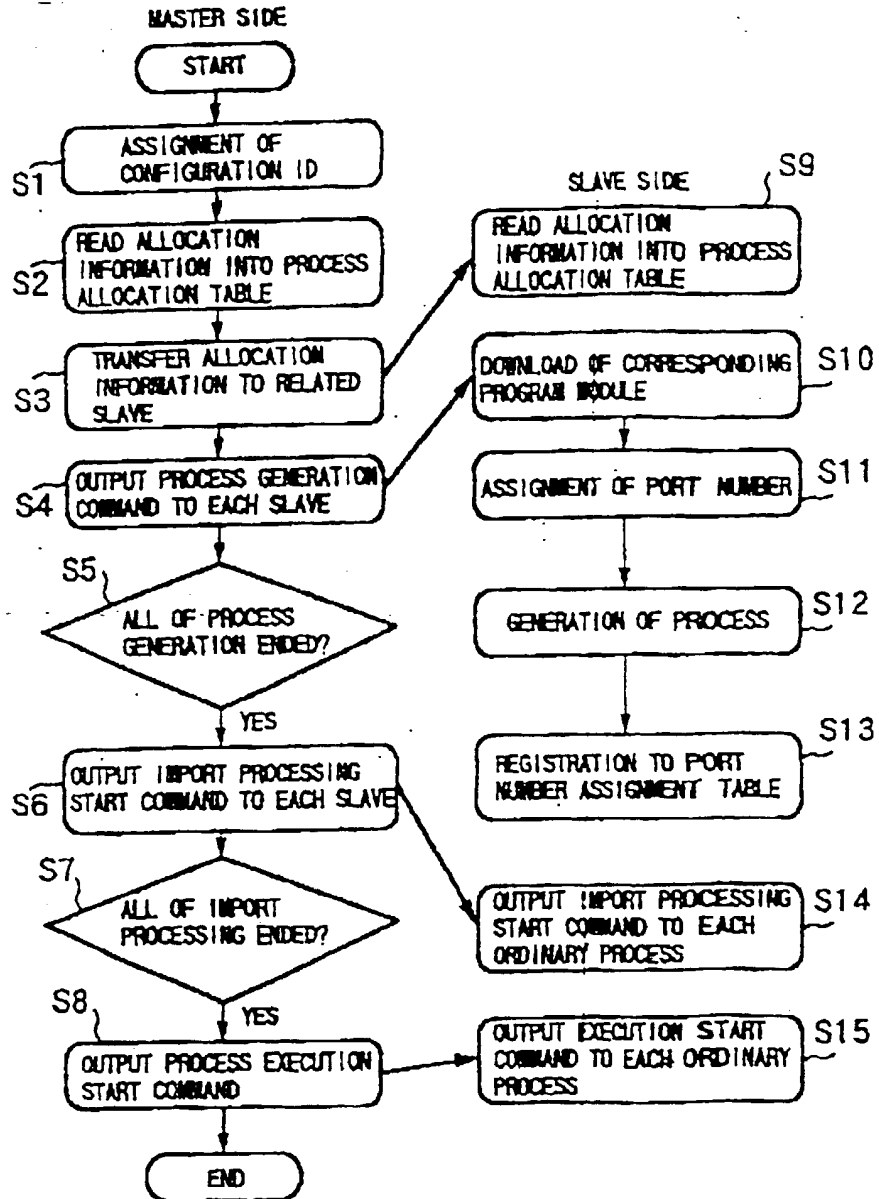 MASTER SIDE
START
S1
ASSIGNMENT OF
CONFIGURATION ID
S2
READ ALLOCATION
INFORMATION INTO PROCESS
ALLOCATION TABLE
S3
TRANSFER ALLOCATION
INFORMATION TO RELATED
SLAVE
S4
OUTPUT PROCESS GENERATION
COMMAND TO EACH SLAVE
S5
ALL OF PROCESS
GENERATION ENDED?
YES
S6
OUTPUT IMPORT PROCESSING
START COMMAND TO EACH SLAVE
S7
ALL OF IMPORT
PROCESSING ENDED?
YES
S8
OUTPUT PROCESS EXECUTION
START COMMAND
END
SLAVE SIDE
S9
READ ALLOCATION
INFORMATION INTO PROCESS
ALLOCATION TABLE
S10
DOWNLOAD OF CORRESPONDING
PROGRAM MODULE
S11
ASSIGNMENT OF PORT NUMBER
S12
GENERATION OF PROCESS
S13
REGISTRATION TO PORT
NUMBER ASSIGNMENT TABLE
S14
OUTPUT IMPORT PROCESSING
START COMMAND TO EACH
ORDINARY PROCESS
S15
OUTPUT EXECUTION START
COMMAND TO EACH ORDINARY
PROCESS